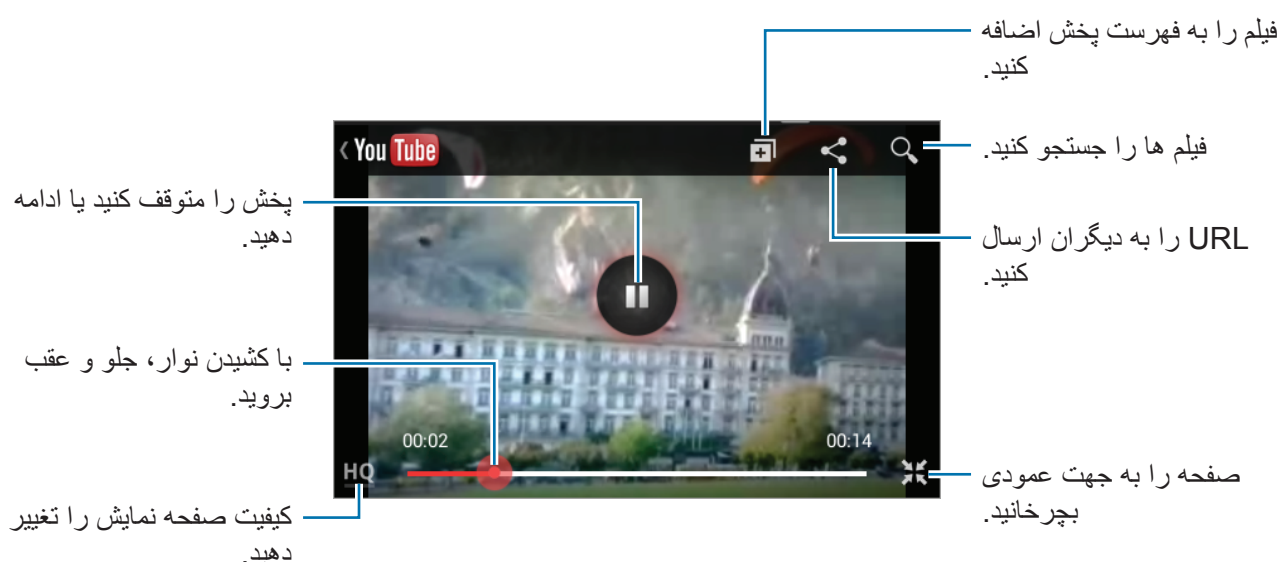 فیلم را به فهرست پخش اضافه
کنید.
You Tube
فیلم ها را جستجو کنید.
پخش را متوقف کنید یا ادامه
دهید.
URL را به دیگران ارسال
کنید.
با کشیدن نوار، جلو و عقب
بروید.
00:02
00:14
HQ
صفحه را به جهت عمودی
بچرخانید.
کیفیت صفحه نمایش را تغییر
دهید.